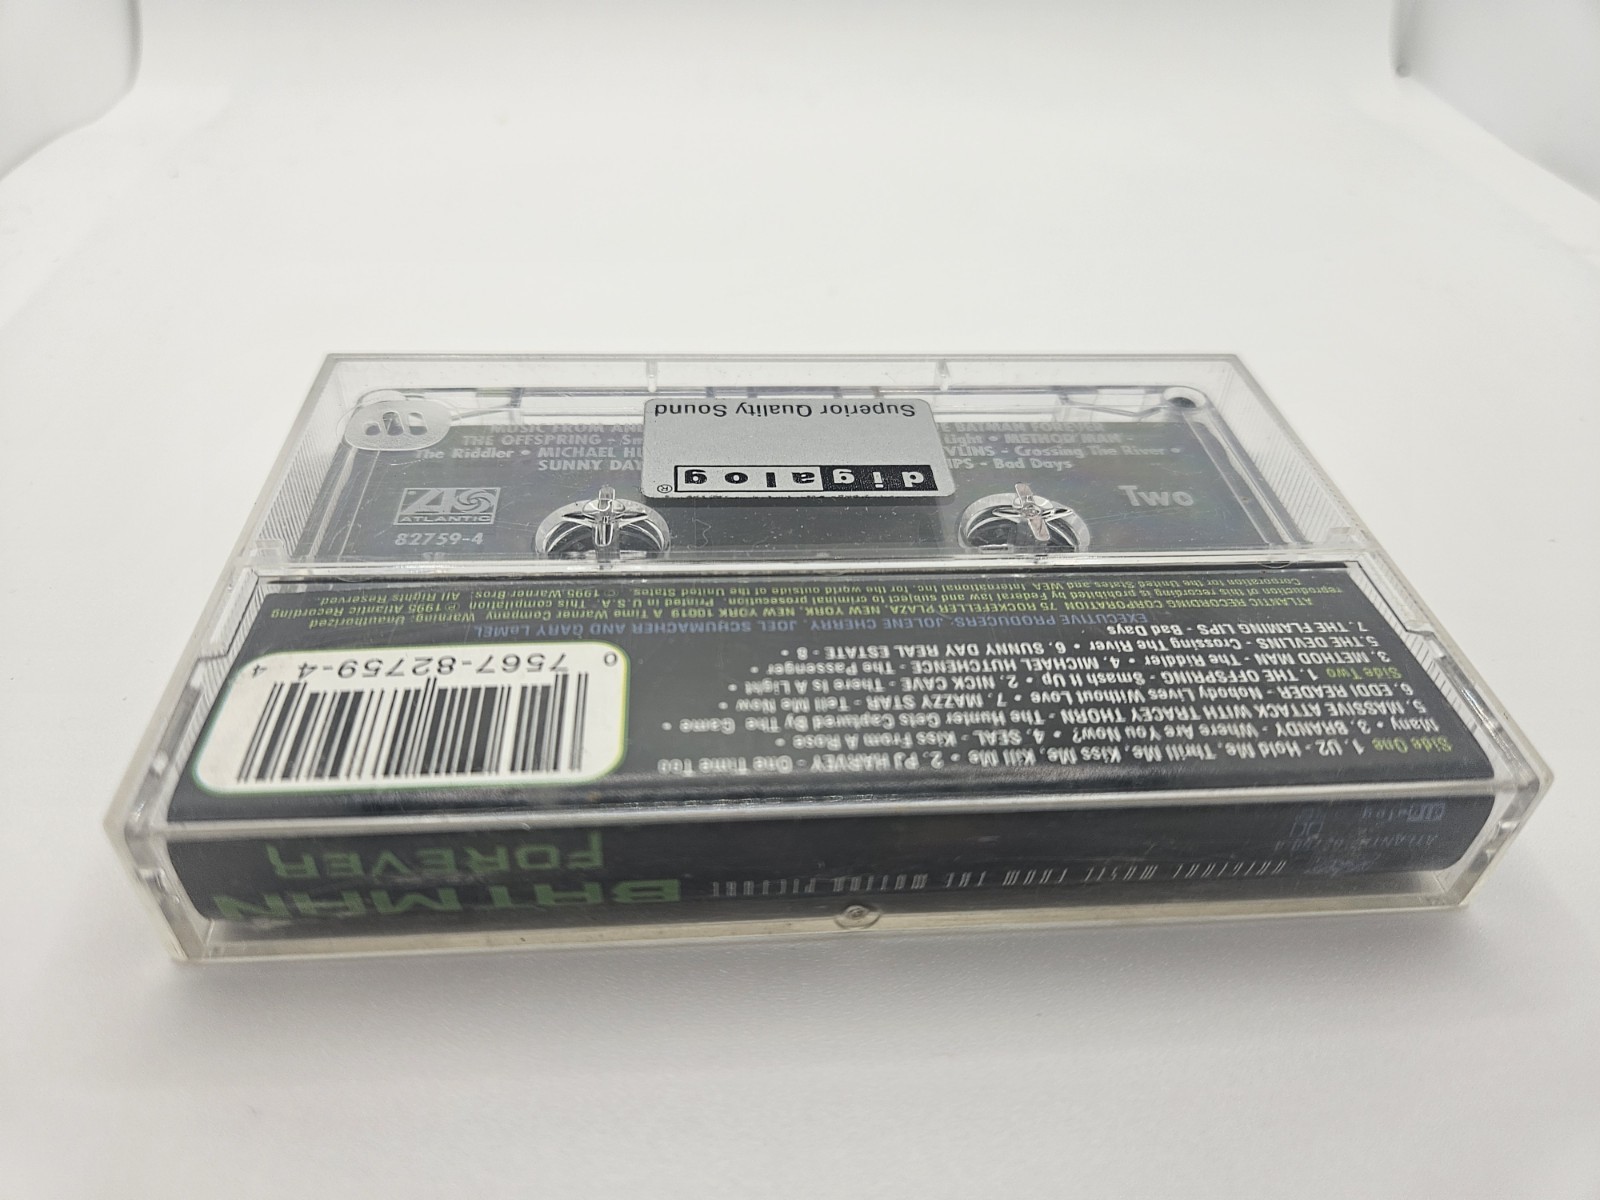 Superior Quality Sound
digalog®
MUSIC FROM AN E BATMAN FOREVER
THE OFFSPRING - Sm Light • METHOD MAN -
The Riddler • MICHAEL HU VLINS - Crossing The River •
SUNNY DAY IPS - Bad Days
ATLANTIC
82759-4
SR
Two
Side One 1. U2 - Hold Me, Thrill Me, Kiss Me, Kill Me • 2. PJ HARVEY - One Time Too
Many • 3. BRANDY - Where Are You Now? • 4. SEAL - Kiss From A Rose •
5. MASSIVE ATTACK WITH TRACEY THORN - The Hunter Gets Captured By The Game •
6. EDDI READER - Nobody Lives Without Love • 7. MAZZY STAR - Tell Me Now •
Side Two 1. THE OFFSPRING - Smash It Up • 2. NICK CAVE - There Is A Light •
3. METHOD MAN - The Riddler • 4. MICHAEL HUTCHENCE - The Passenger •
5. THE DEVLINS - Crossing The River • 6. SUNNY DAY REAL ESTATE - 8 •
7. THE FLAMING LIPS - Bad Days
EXECUTIVE PRODUCERS: JOLENE CHERRY, JOEL SCHUMACHER AND GARY LeMEL
ATLANTIC RECORDING CORPORATION, 75 ROCKEFELLER PLAZA, NEW YORK, NEW YORK 10019 A Time Warner Company. Warning: Unauthorized
reproduction of this recording is prohibited by Federal law and subject to criminal prosecution. Printed in U.S.A. This compilation ℗ 1995 Atlantic Recording
Corporation for the United States and WEA International Inc. for the world outside of the United States. © 1995 Warner Bros. All Rights Reserved.
0 7567-82759-4 4
BATMAN
FOREVER
ORIGINAL MUSIC FROM THE MOTION PICTURE
digalog